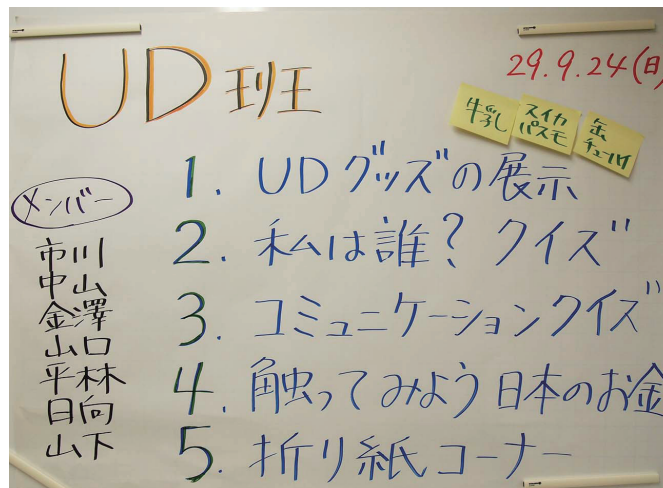 UD班
29.9.24(日)
牛乳
スイカ
パスモ
缶
チューハイ
1. UDグッズの展示
2. 私は誰? クイズ
3. コミュニケーションクイズ
4. 触ってみよう 日本のお金
5. 折り紙コーナー
メンバー
市川
中山
金澤
山口
平林
日向
山下